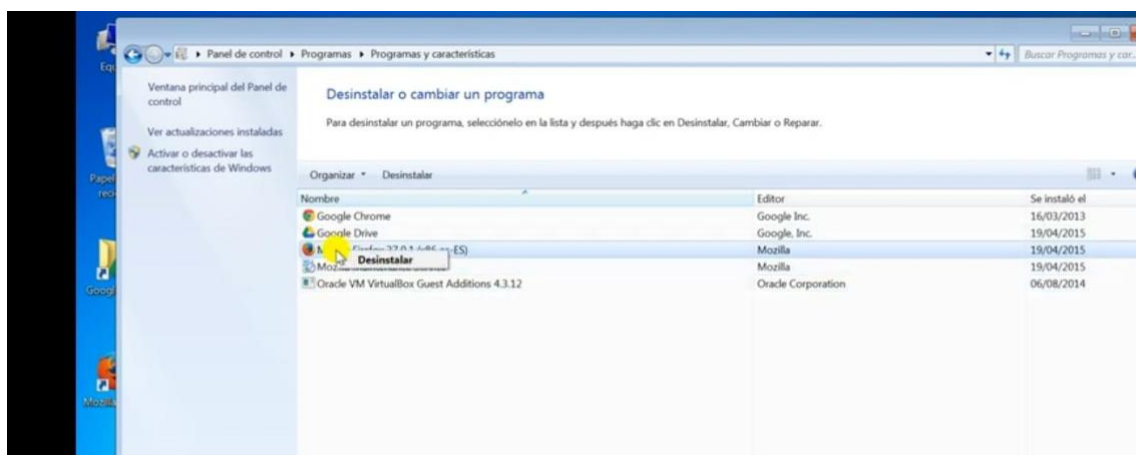 Equ
Panel de control ▸ Programas ▸ Programas y características
Buscar Programas y car...
Ventana principal del Panel de
control
Ver actualizaciones instaladas
Activar o desactivar las
características de Windows
Desinstalar o cambiar un programa
Para desinstalar un programa, selecciónelo en la lista y después haga clic en Desinstalar, Cambiar o Reparar.
Organizar Desinstalar
Nombre Editor Se instaló el
Google Chrome Google Inc. 16/03/2013
Google Drive Google, Inc. 19/04/2015
Mozilla 19/04/2015
Desinstalar
Mozilla 19/04/2015
Oracle VM VirtualBox Guest Additions 4.3.12 Oracle Corporation 06/08/2014
Papel
reci
Googl
Mozilla